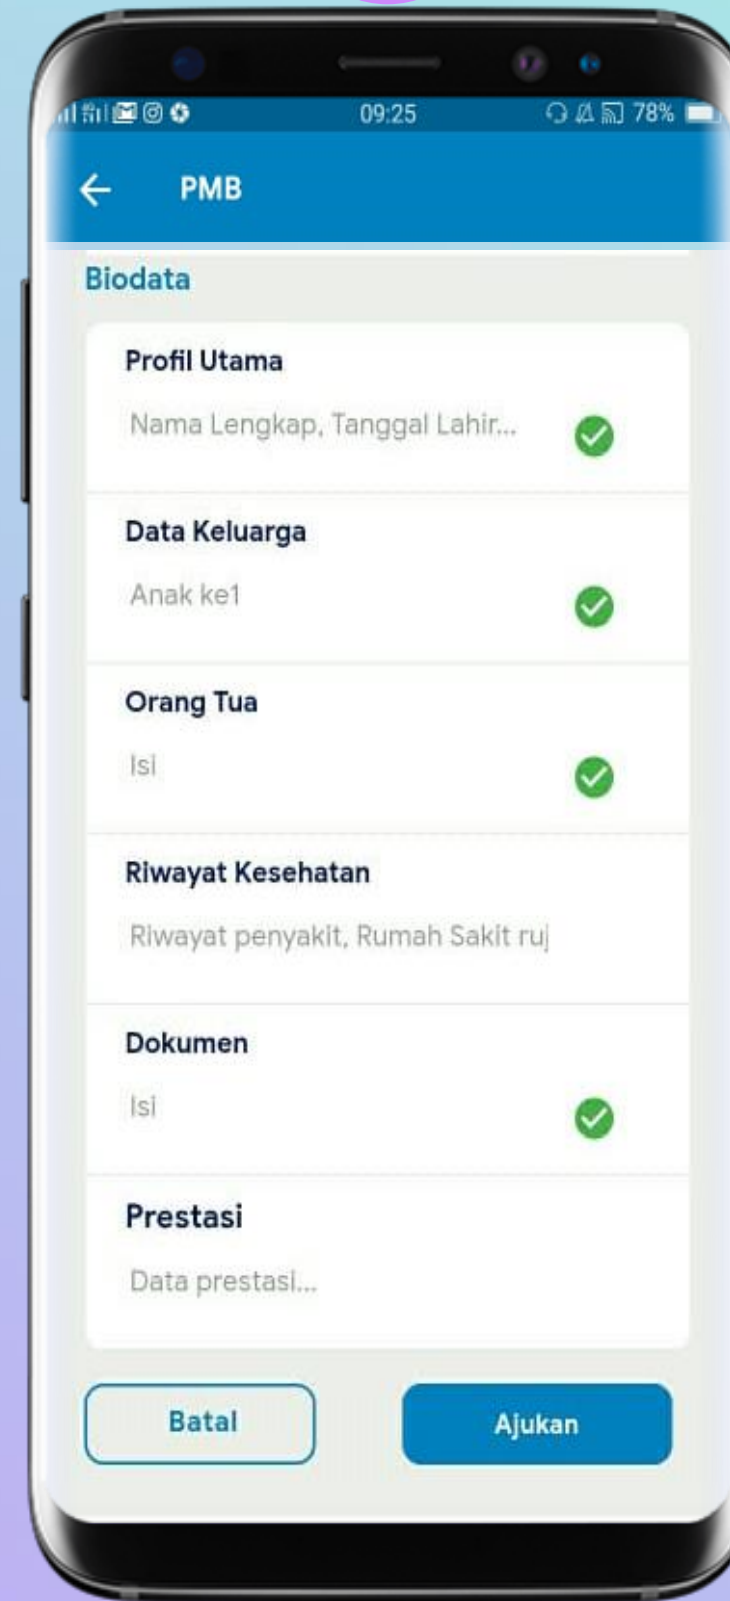 09:25
78%
PMB
Biodata
Profil Utama
Nama Lengkap, Tanggal Lahir...
Data Keluarga
Anak ke1
Orang Tua
Isi
Riwayat Kesehatan
Riwayat penyakit, Rumah Sakit ruj
Dokumen
Isi
Prestasi
Data prestasi...
Batal
Ajukan